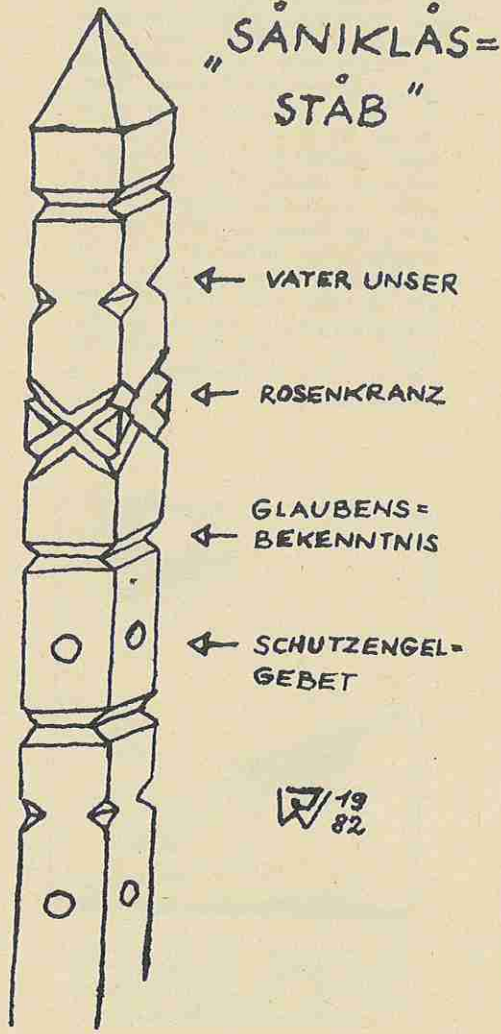 „SÅNIKLÅS=
STÅB"
VATER UNSER
ROSENKRANZ
GLAUBENS=
BEKENNTNIS
SCHUTZENGEL=
GEBET
19
82